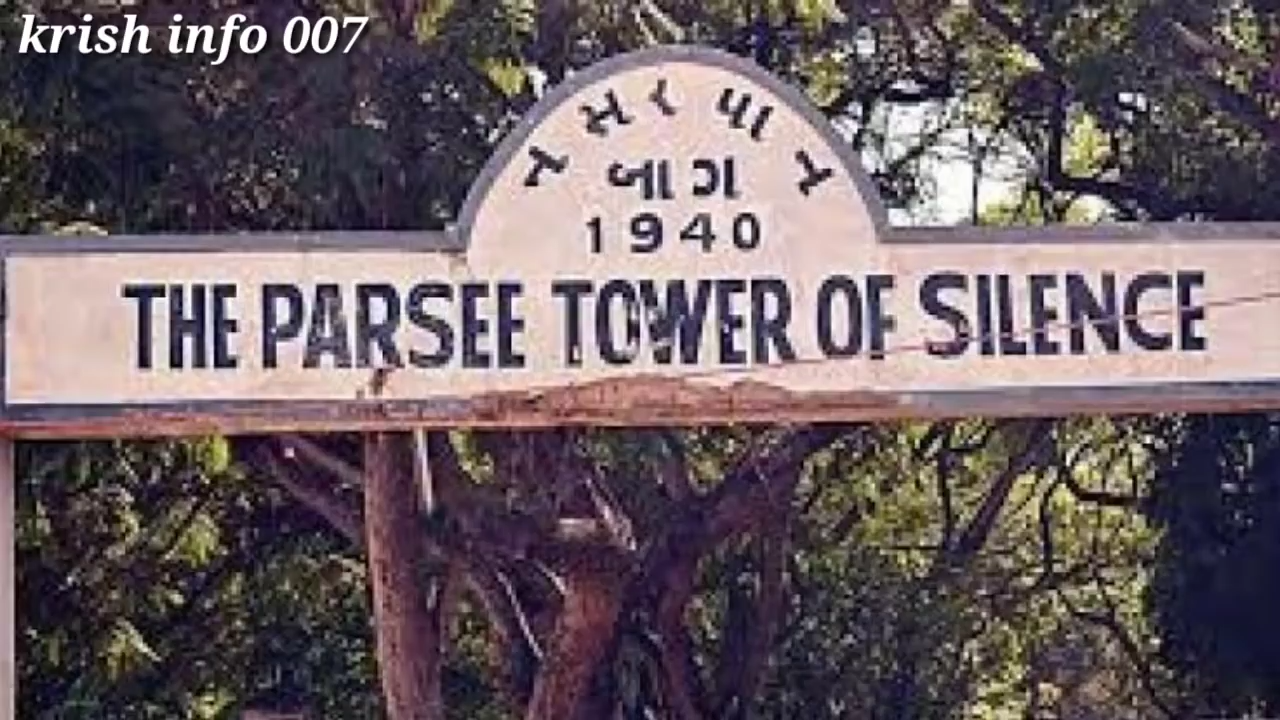 krish info 007
બાગ
1940
THE PARSEE TOWER OF SILENCE